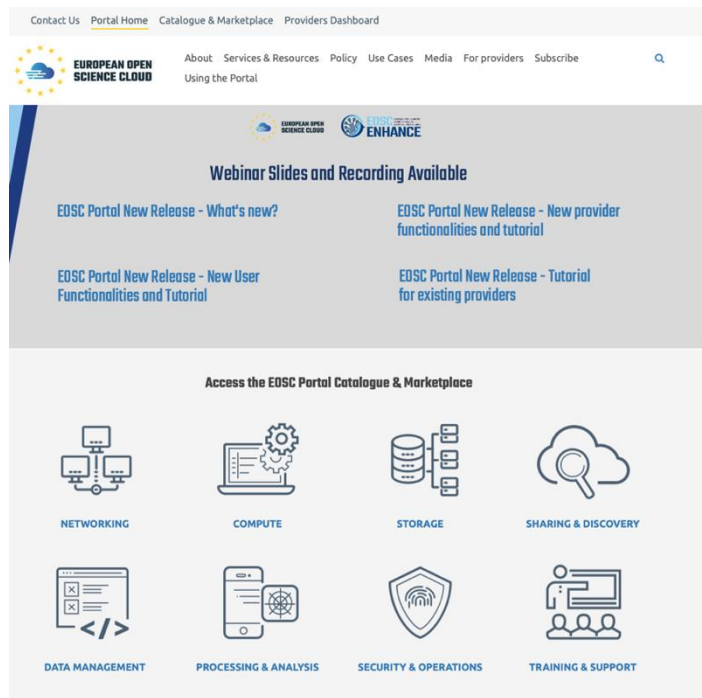 Contact Us Portal Home Catalogue & Marketplace Providers Dashboard
EUROPEAN OPEN
SCIENCE CLOUD
About Services & Resources Policy Use Cases Media For providers Subscribe
Using the Portal
EUROPEAN OPEN
SCIENCE CLOUD
EOSC
ENHANCE
Webinar Slides and Recording Available
EOSC Portal New Release - What's new?
EOSC Portal New Release - New provider
functionalities and tutorial
EOSC Portal New Release - New User
Functionalities and Tutorial
EOSC Portal New Release - Tutorial
for existing providers
Access the EOSC Portal Catalogue & Marketplace
NETWORKING
COMPUTE
STORAGE
SHARING & DISCOVERY
DATA MANAGEMENT
PROCESSING & ANALYSIS
SECURITY & OPERATIONS
TRAINING & SUPPORT